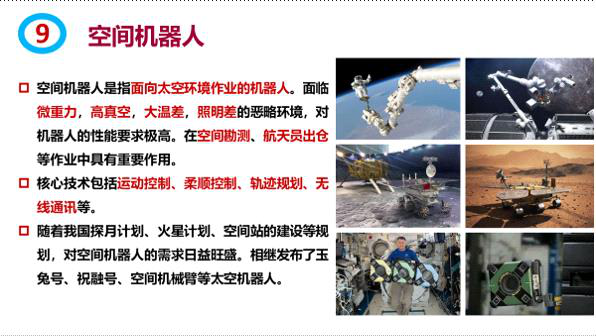 9
空间机器人
空间机器人是指面向太空环境作业的机器人。面临
微重力，高真空，大温差，照明差的恶略环境，对
机器人的性能要求极高。在空间勘测、航天员出仓
等作业中具有重要作用。
核心技术包括运动控制、柔顺控制、轨迹规划、无
线通讯等。
随着我国探月计划、火星计划、空间站的建设等规
划，对空间机器人的需求日益旺盛。相继发布了玉
兔号、祝融号、空间机械臂等太空机器人。